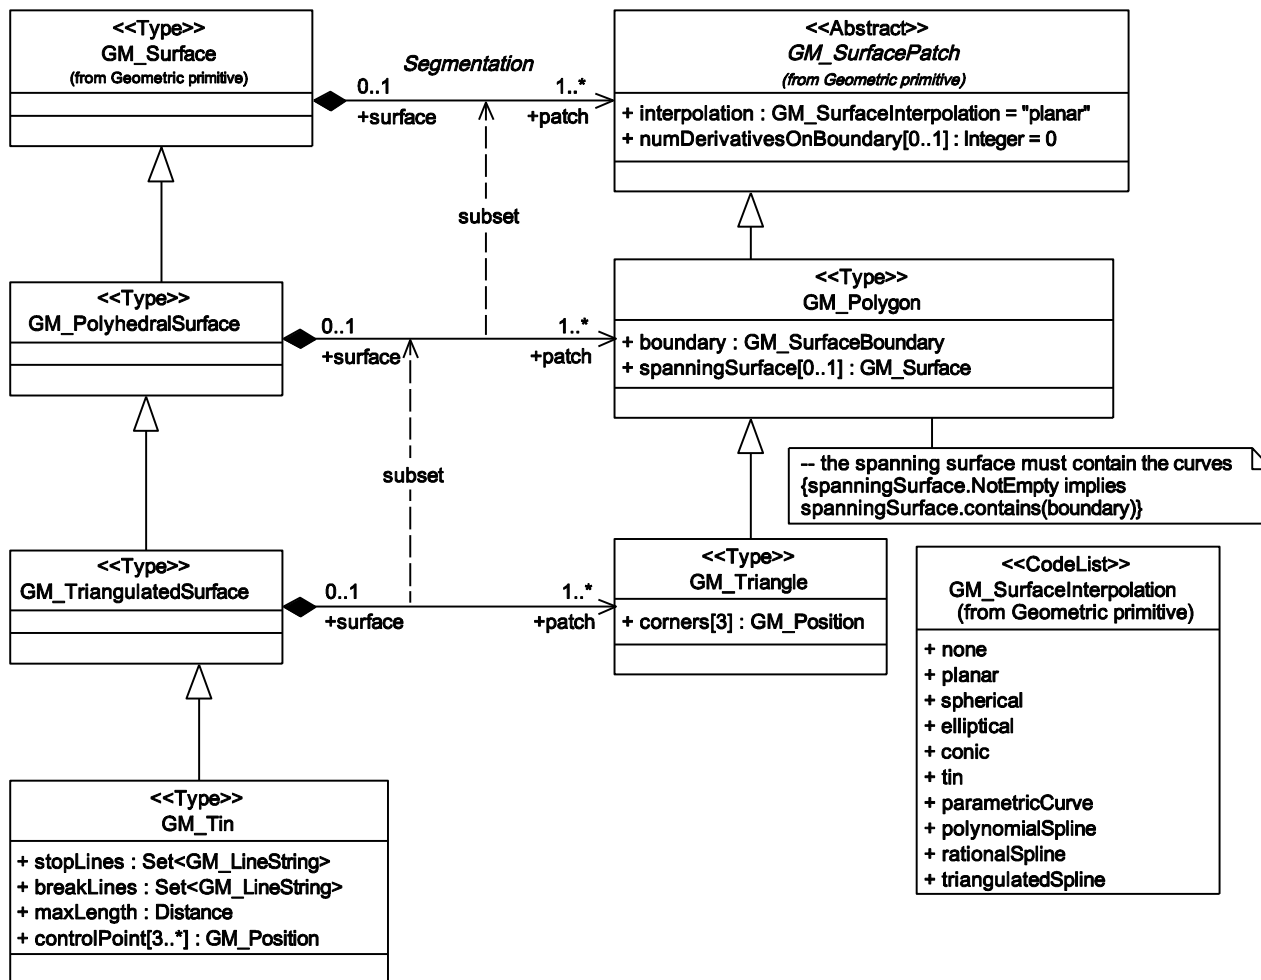 <<Type>>
GM_Surface
(from Geometric primitive)
Segmentation
0..1
+surface
1..*
+patch
<<Abstract>>
GM_SurfacePatch
(from Geometric primitive)
+ interpolation : GM_SurfaceInterpolation = "planar"
+ numDerivativesOnBoundary[0..1] : Integer = 0
subset
<<Type>>
GM_PolyhedralSurface
0..1
+surface
1..*
+patch
<<Type>>
GM_Polygon
+ boundary : GM_SurfaceBoundary
+ spanningSurface[0..1] : GM_Surface
subset
-- the spanning surface must contain the curves
{spanningSurface.NotEmpty implies
spanningSurface.contains(boundary)}
<<Type>>
GM_TriangulatedSurface
0..1
+surface
1..*
+patch
<<Type>>
GM_Triangle
+ corners[3] : GM_Position
<<CodeList>>
GM_SurfaceInterpolation
(from Geometric primitive)
+ none
+ planar
+ spherical
+ elliptical
+ conic
+ tin
+ parametricCurve
+ polynomialSpline
+ rationalSpline
+ triangulatedSpline
<<Type>>
GM_Tin
+ stopLines : Set<GM_LineString>
+ breakLines : Set<GM_LineString>
+ maxLength : Distance
+ controlPoint[3..*] : GM_Position